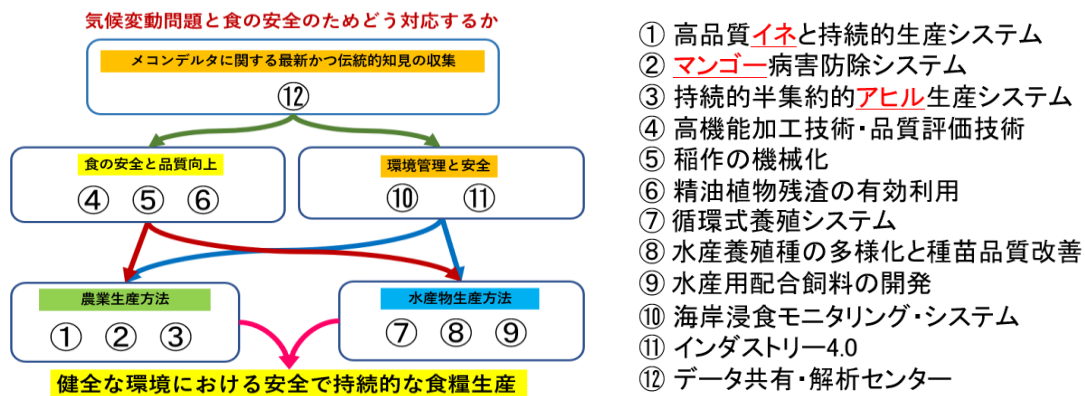 気候変動問題と食の安全のためどう対応するか
メコンデルタに関する最新かつ伝統的知見の収集
⑫
食の安全と品質向上
④ ⑤ ⑥
環境管理と安全
⑩ ⑪
農業生産方法
① ② ③
水産物生産方法
⑦ ⑧ ⑨
健全な環境における安全で持続的な食糧生産
① 高品質イネと持続的生産システム
② マンゴー病害防除システム
③ 持続的半集約的アヒル生産システム
④ 高機能加工技術・品質評価技術
⑤ 稲作の機械化
⑥ 精油植物残渣の有効利用
⑦ 循環式養殖システム
⑧ 水産養殖種の多様化と種苗品質改善
⑨ 水産用配合飼料の開発
⑩ 海岸浸食モニタリング・システム
⑪ インダストリー4.0
⑫ データ共有・解析センター